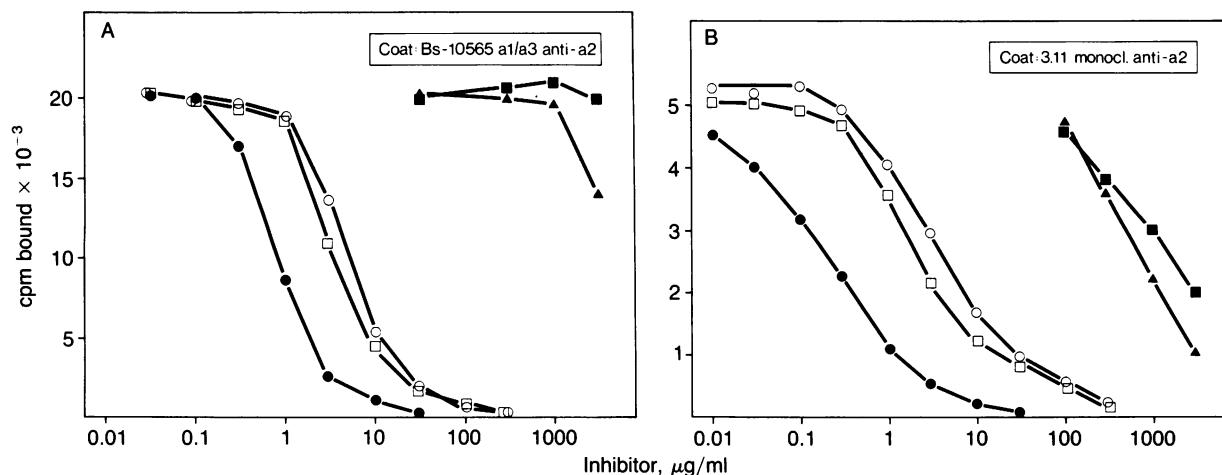 A
Coat: Bs-10565 a1/a3 anti-a2
20
15
10
5
cpm bound × 10⁻³
0.01 0.1 1 10 100 1000
B
Coat: 3.11 monocl. anti-a2
5
4
3
2
1
0.01 0.1 1 10 100 1000
Inhibitor, μg/ml